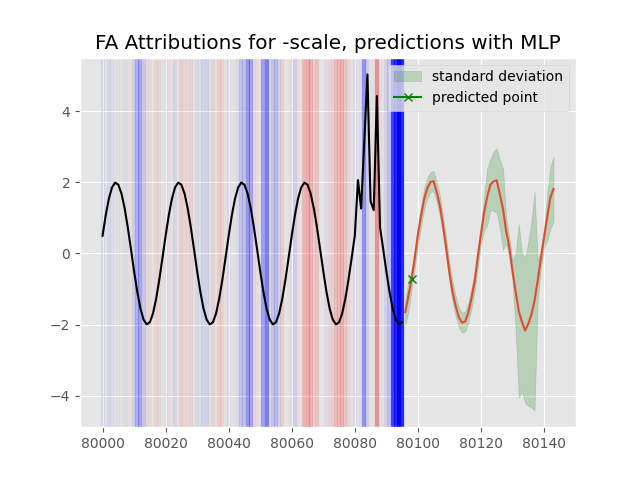 FA Attributions for -scale, predictions with MLP
standard deviation
predicted point
4
2
0
−2
−4
80000 80020 80040 80060 80080 80100 80120 80140